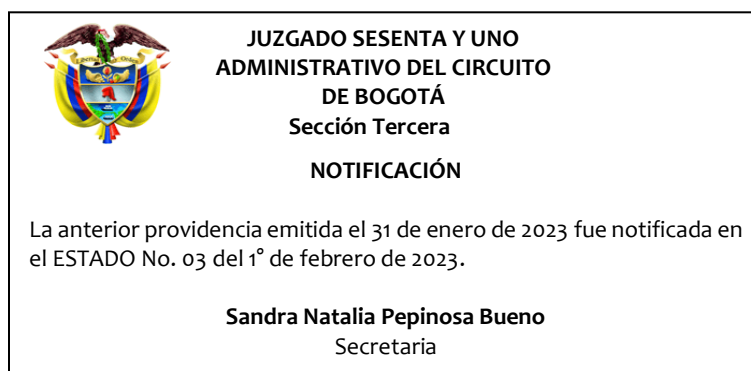 JUZGADO SESENTA Y UNO
ADMINISTRATIVO DEL CIRCUITO
DE BOGOTÁ
Sección Tercera
NOTIFICACIÓN
La anterior providencia emitida el 31 de enero de 2023 fue notificada en
el ESTADO No. 03 del 1° de febrero de 2023.
Sandra Natalia Pepinosa Bueno
Secretaria